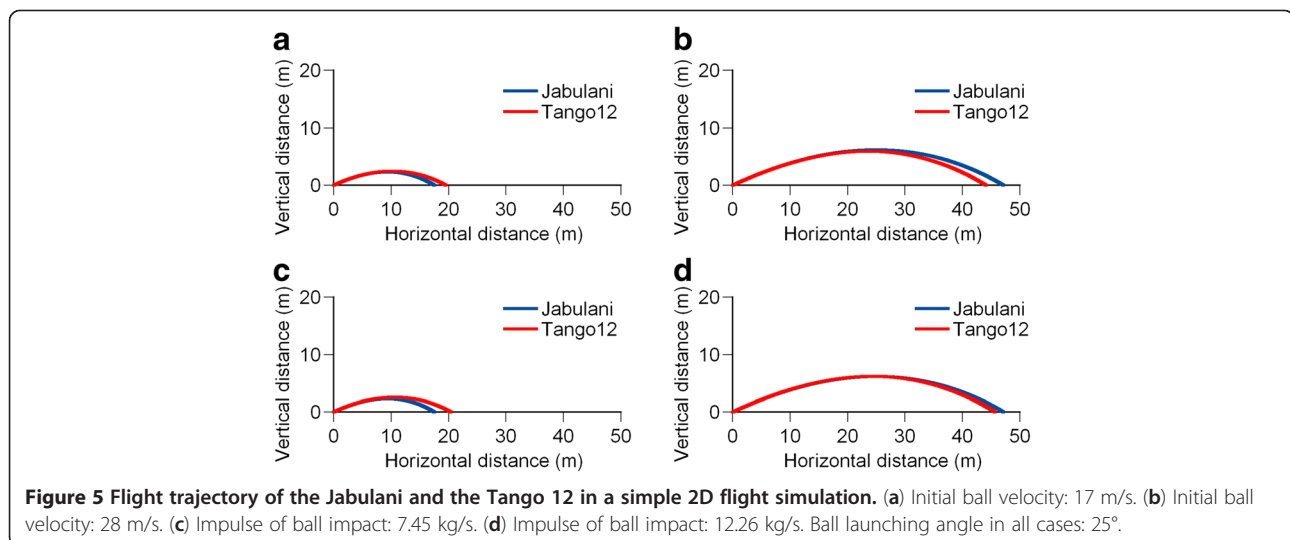 a
Vertical distance (m)
20
10
0
Jabulani
Tango12
0 10 20 30 40 50
Horizontal distance (m)
b
Vertical distance (m)
20
10
0
Jabulani
Tango12
0 10 20 30 40 50
Horizontal distance (m)
c
Vertical distance (m)
20
10
0
Jabulani
Tango12
0 10 20 30 40 50
Horizontal distance (m)
d
Vertical distance (m)
20
10
0
Jabulani
Tango12
0 10 20 30 40 50
Horizontal distance (m)
Figure 5 Flight trajectory of the Jabulani and the Tango 12 in a simple 2D flight simulation. (a) Initial ball velocity: 17 m/s. (b) Initial ball
velocity: 28 m/s. (c) Impulse of ball impact: 7.45 kg/s. (d) Impulse of ball impact: 12.26 kg/s. Ball launching angle in all cases: 25°.